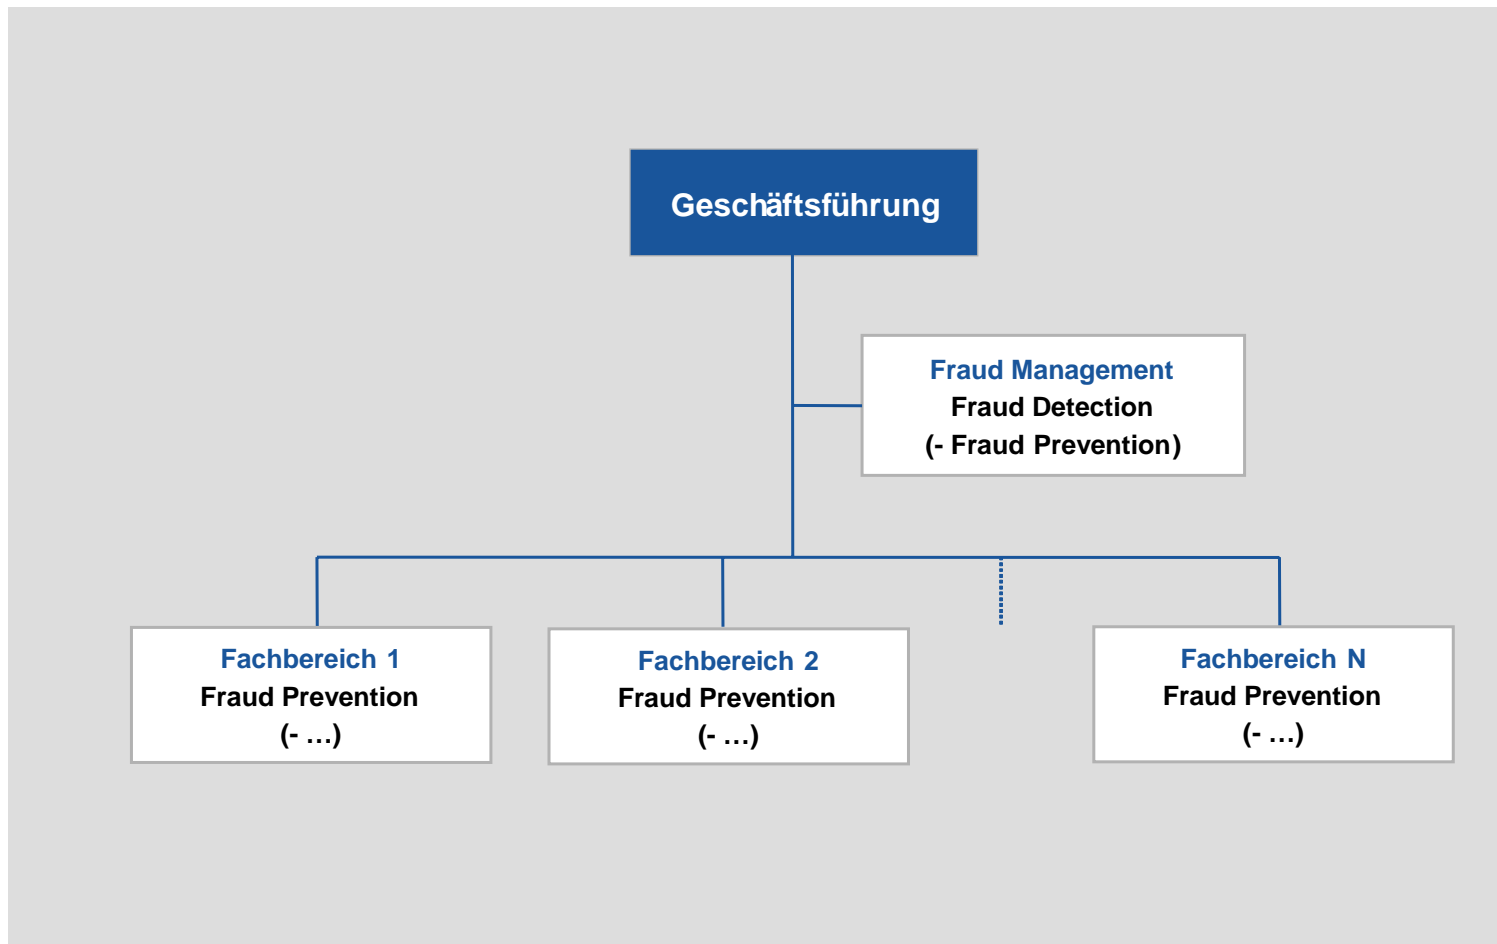 Geschäftsführung
Fraud Management
Fraud Detection
(- Fraud Prevention)
Fachbereich 1
Fraud Prevention
(- …)
Fachbereich 2
Fraud Prevention
(- …)
Fachbereich N
Fraud Prevention
(- …)